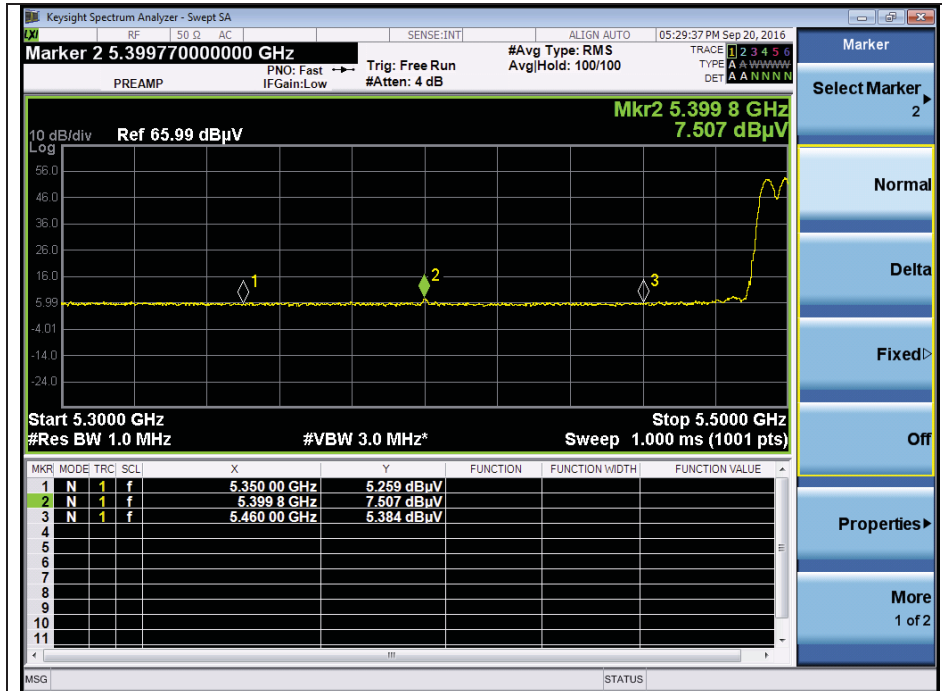 Keysight Spectrum Analyzer - Swept SA
LXI RF 50 Ω AC SENSE:INT ALIGN AUTO 05:29:37 PM Sep 20, 2016
Marker 2 5.399770000000 GHz
PREAMP
PNO: Fast
IFGain:Low
Trig: Free Run
#Atten: 4 dB
#Avg Type: RMS
Avg|Hold: 100/100
TRACE 1 2 3 4 5 6
TYPE A A W W W W
DET A A N N N N
Mkr2 5.399 8 GHz
7.507 dBµV
10 dB/div Ref 65.99 dBµV
Log
56.0
46.0
36.0
26.0
16.0
5.99
-4.01
-14.0
-24.0
1
2
3
Start 5.3000 GHz Stop 5.5000 GHz
#Res BW 1.0 MHz #VBW 3.0 MHz* Sweep 1.000 ms (1001 pts)
MKR MODE TRC SCL X Y FUNCTION FUNCTION WIDTH FUNCTION VALUE
1 N 1 f 5.350 00 GHz 5.259 dBµV
2 N 1 f 5.399 8 GHz 7.507 dBµV
3 N 1 f 5.460 00 GHz 5.384 dBµV
4
5
6
7
8
9
10
11
MSG STATUS
Marker
Select Marker
2
Normal
Delta
Fixed
Off
Properties
More
1 of 2